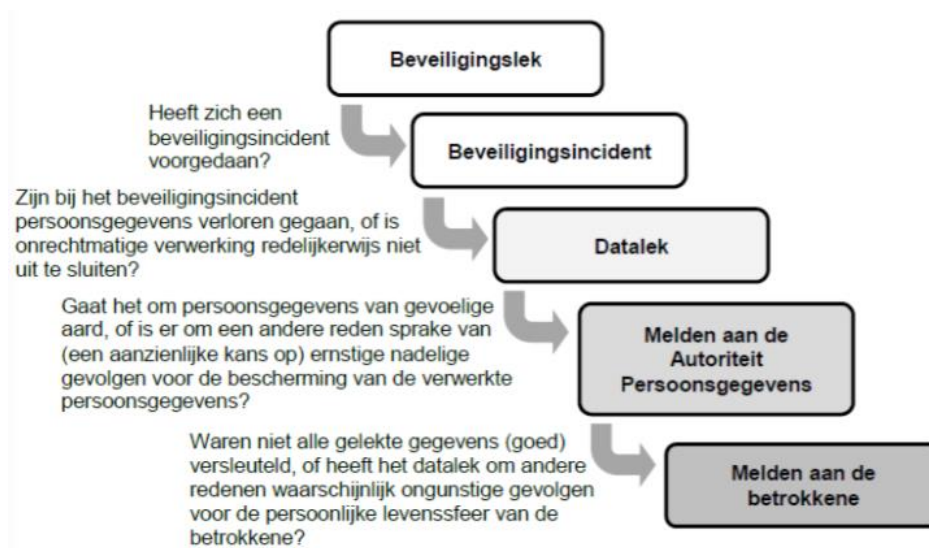 Beveiligingslek
Heeft zich een
beveiligingsincident
voorgedaan?
Beveiligingsincident
Zijn bij het beveiligingsincident
persoonsgegevens verloren gegaan, of is
onrechtmatige verwerking redelijkerwijs niet
uit te sluiten?
Datalek
Gaat het om persoonsgegevens van gevoelige
aard, of is er om een andere reden sprake van
(een aanzienlijke kans op) ernstige nadelige
gevolgen voor de bescherming van de verwerkte
persoonsgegevens?
Melden aan de
Autoriteit
Persoonsgegevens
Waren niet alle gelekte gegevens (goed)
versleuteld, of heeft het datalek om andere
redenen waarschijnlijk ongunstige gevolgen
voor de persoonlijke levenssfeer van de
betrokkene?
Melden aan de
betrokkene